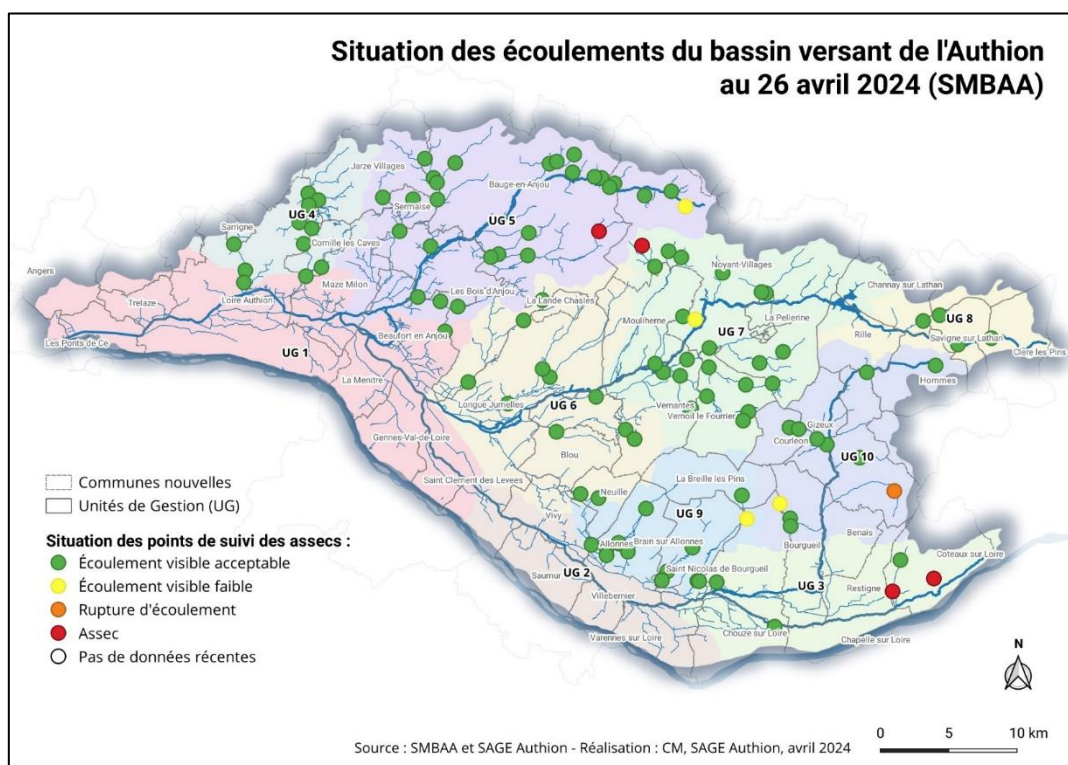 Situation des écoulements du bassin versant de l'Authion
au 26 avril 2024 (SMBAA)
Jarze Villages
Bauge-en-Anjou
UG 4
Sermaise
UG 5
Sarrigne
Cornille les Caves
Noyant-Villages
Angers
Maze Milon
Trelaze
Loire Authion
Les Bois d'Anjou
La Lande Chasles
Channay sur Lathan
Mouliherne
La Pellerine
UG 8
Les Ponts de Ce
Beaufort en Anjou
UG 7
Rille
Savigne sur Lathan
Clere les Pins
UG 1
La Menitre
Hommes
Longue Jumelles
UG 6
Vernantes
Vernoil le Fourrier
Gizeux
Gennes-Val-de-Loire
Courleon
Blou
UG 10
Saint Clement des Levees
La Breille les Pins
Neuille
Vivy
UG 9
Benais
Allonnes
Brain sur Allonnes
Bourgueil
Coteaux sur Loire
Saumur
UG 2
Saint Nicolas de Bourgueil
UG 3
Restigne
Villebernier
Varennes sur Loire
Chouze sur Loire
Chapelle sur Loire
Communes nouvelles
Unités de Gestion (UG)
Situation des points de suivi des assecs :
Écoulement visible acceptable
Écoulement visible faible
Rupture d'écoulement
Assec
Pas de données récentes
N
0 5 10 km
Source : SMBAA et SAGE Authion - Réalisation : CM, SAGE Authion, avril 2024